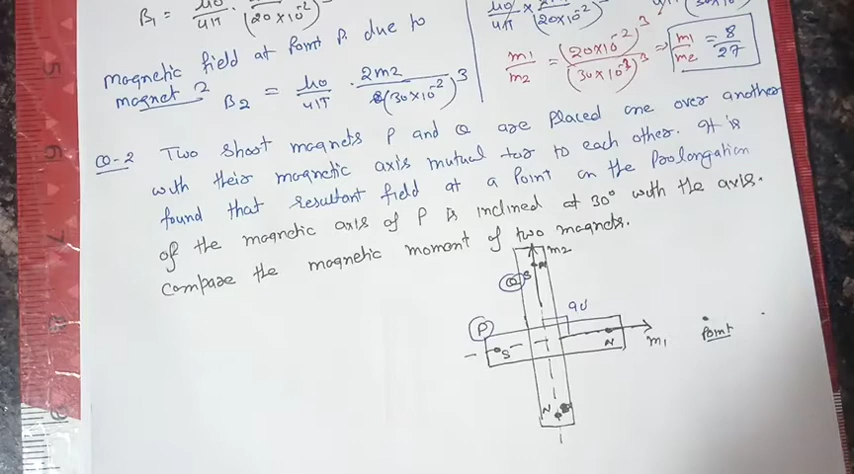 B1 = μ0/4π · /(20×10^-2)
μ0/4π × /(20×10^-2)^3
m1/m2 = (20×10^-2)^3/(30×10^-2)^3 ⇒ m1/m2 = 8/27
magnetic field at point P. due to
magnet 2 B2 = μ0/4π · 2m2/(30×10^-2)^3
Q-2 Two short magnets P and Q are placed one over another
with their magnetic axis mutual ter to each other. It is
found that resultant field at a point on the Prolongation
of the magnetic axis of P is inclined at 30° with the axis.
compare the magnetic moment of two magnets.
m2
N
Q S
90
P
S N m1 Point
N